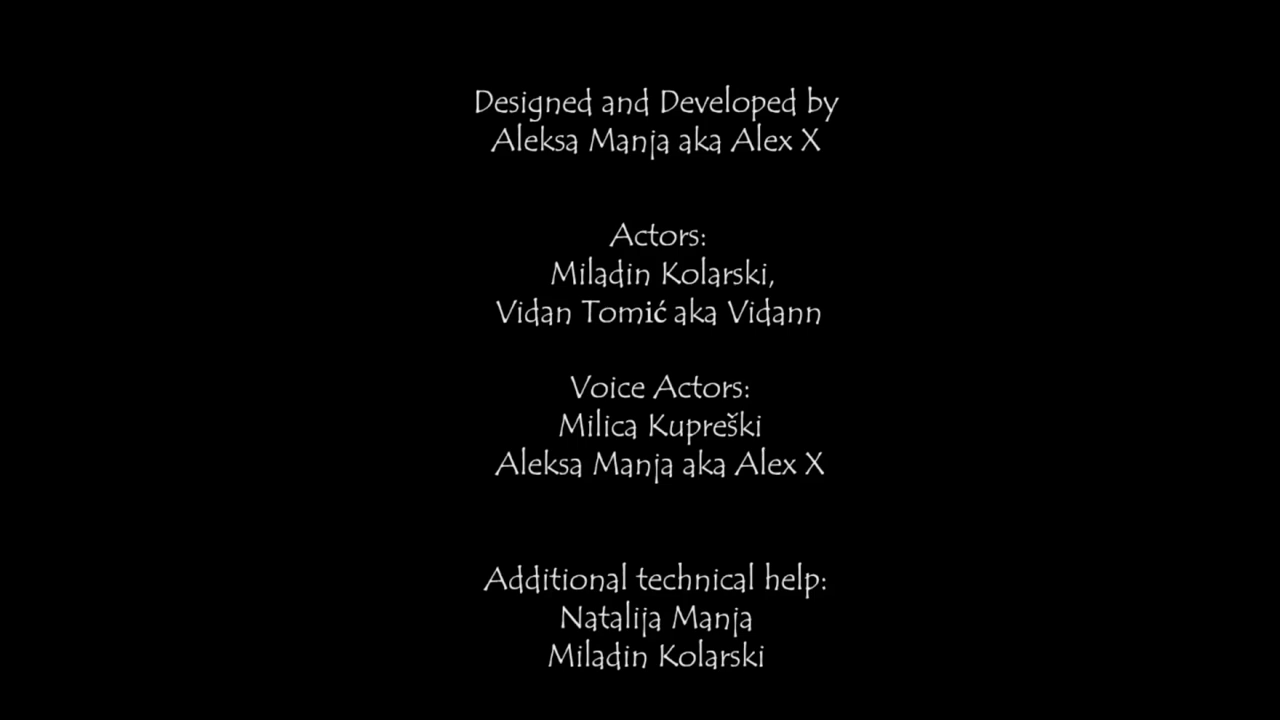 Designed and Developed by
Aleksa Manja aka Alex X
Actors:
Miladin Kolarski,
Vidan Tomić aka Vidann
Voice Actors:
Milica Kupreški
Aleksa Manja aka Alex X
Additional technical help:
Natalija Manja
Miladin Kolarski